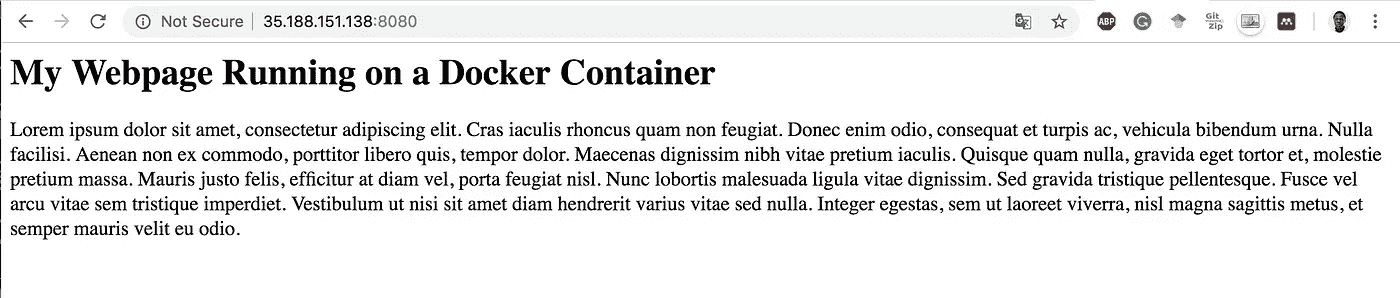 Not Secure 35.188.151.138:8080
ABP
Git
Zip
My Webpage Running on a Docker Container
Lorem ipsum dolor sit amet, consectetur adipiscing elit. Cras iaculis rhoncus quam non feugiat. Donec enim odio, consequat et turpis ac, vehicula bibendum urna. Nulla
facilisi. Aenean non ex commodo, porttitor libero quis, tempor dolor. Maecenas dignissim nibh vitae pretium iaculis. Quisque quam nulla, gravida eget tortor et, molestie
pretium massa. Mauris justo felis, efficitur at diam vel, porta feugiat nisl. Nunc lobortis malesuada ligula vitae dignissim. Sed gravida tristique pellentesque. Fusce vel
arcu vitae sem tristique imperdiet. Vestibulum ut nisi sit amet diam hendrerit varius vitae sed nulla. Integer egestas, sem ut laoreet viverra, nisl magna sagittis metus, et
semper mauris velit eu odio.